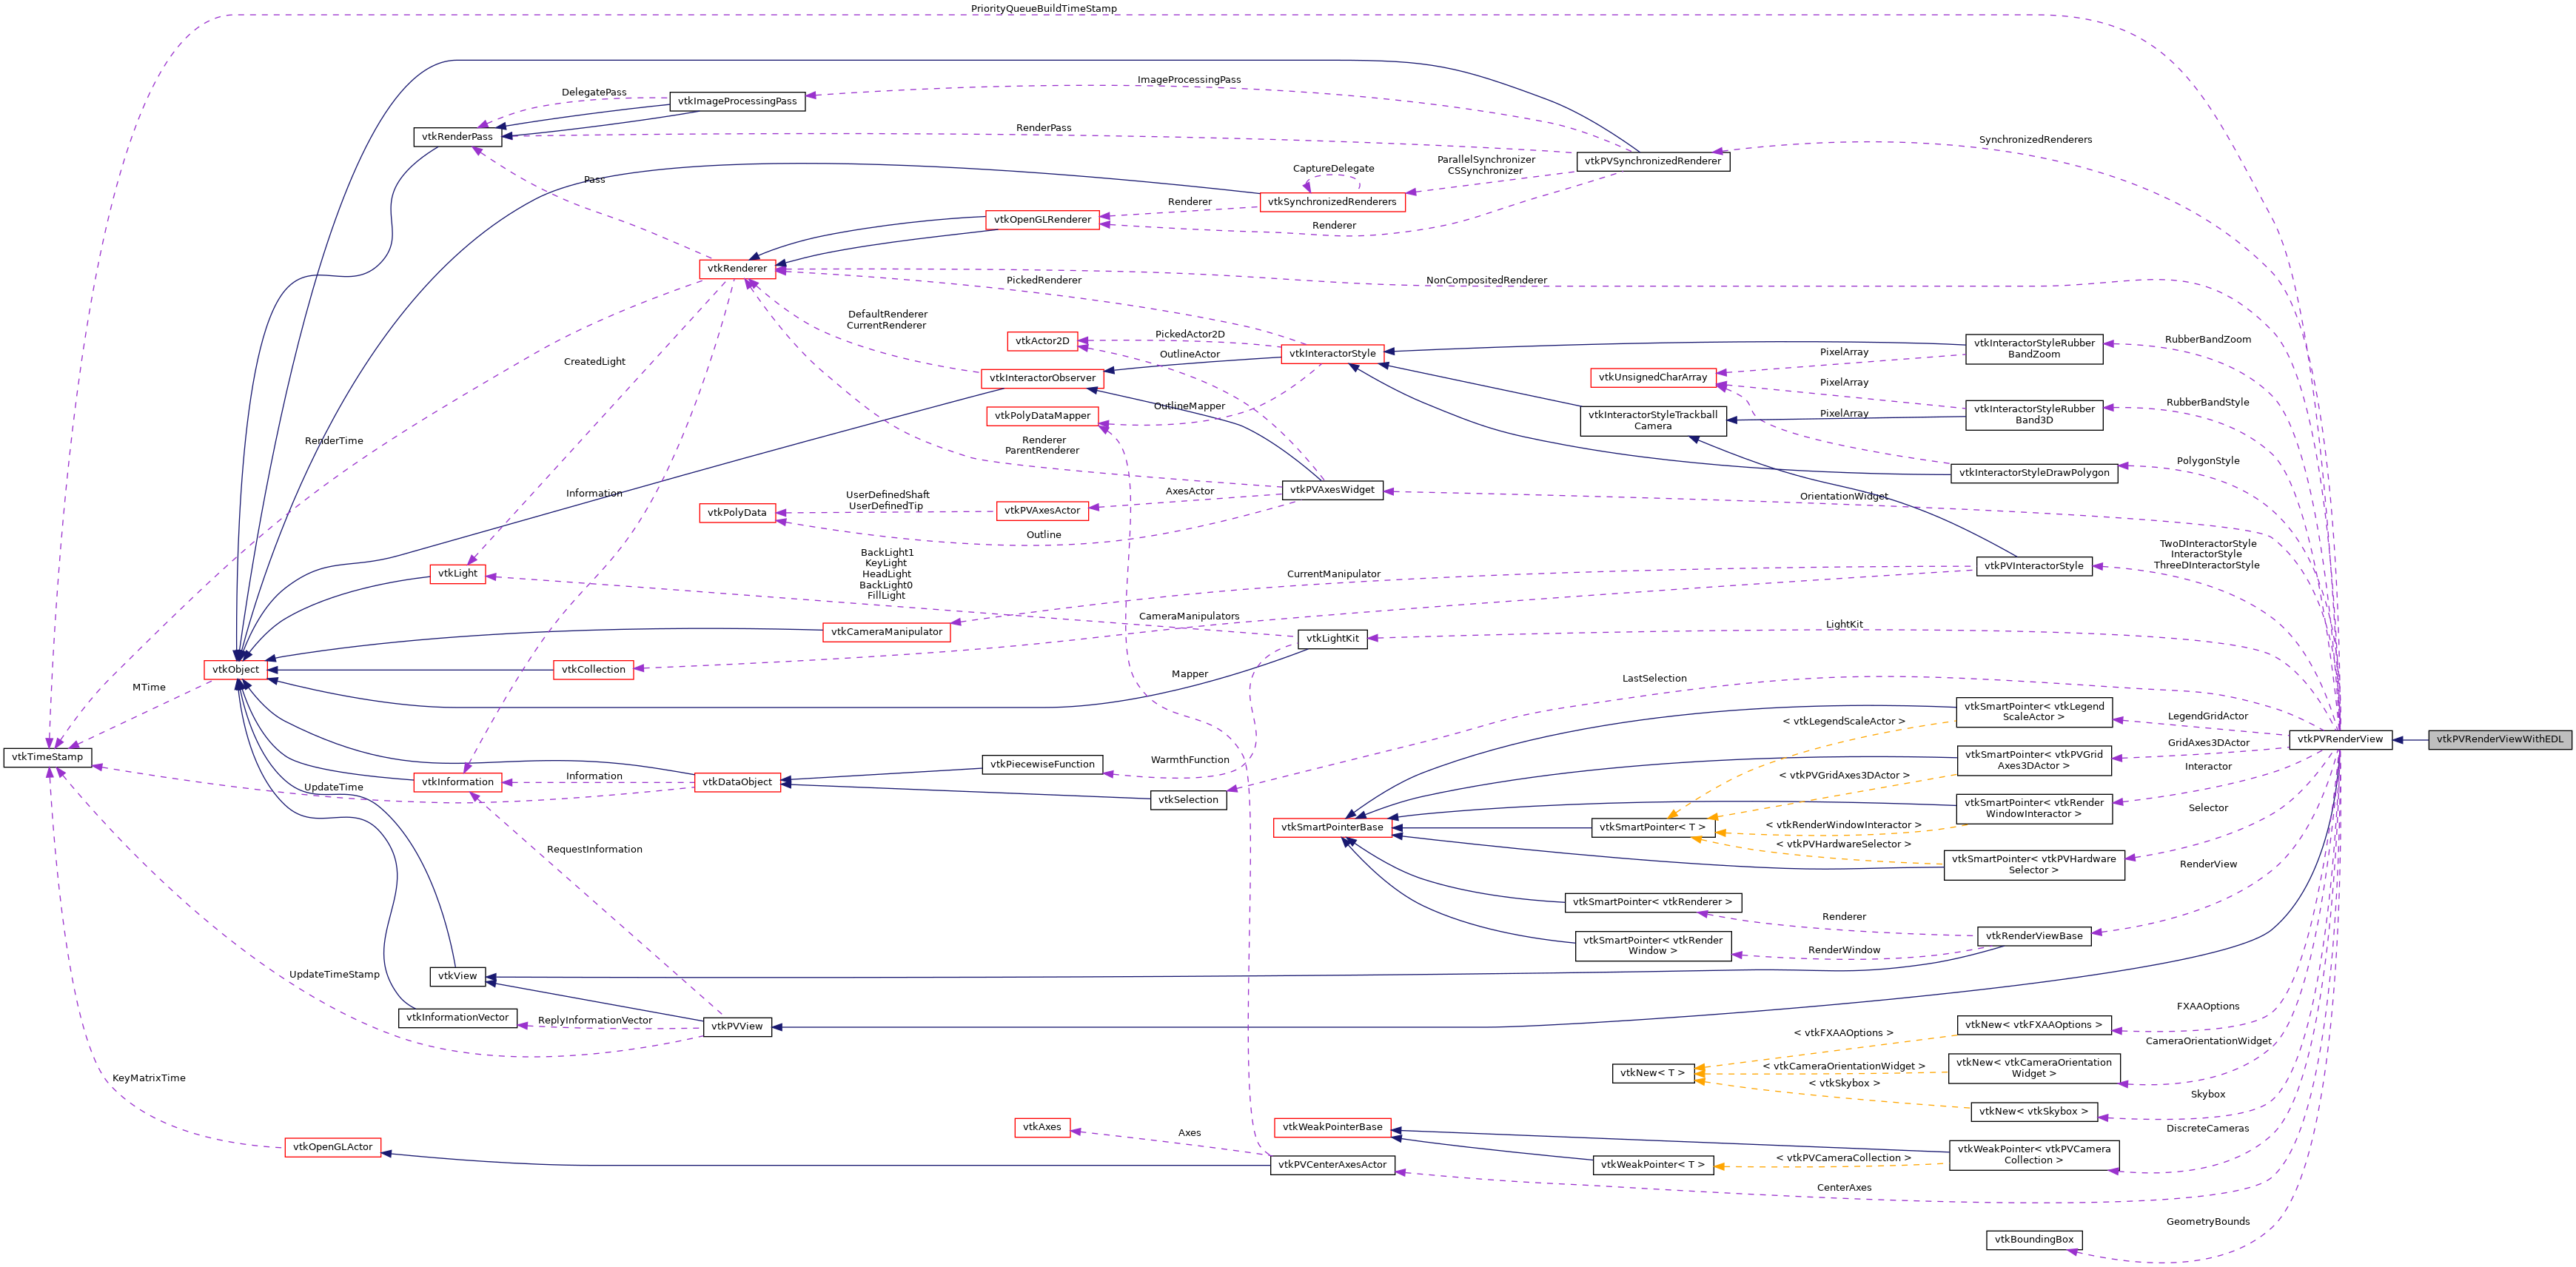 PriorityQueueBuildTimeStamp
ImageProcessingPass
DelegatePass
vtkImageProcessingPass
RenderPass
vtkRenderPass
SynchronizedRenderers
vtkPVSynchronizedRenderer
ParallelSynchronizer
CSSynchronizer
CaptureDelegate
vtkSynchronizedRenderers
Pass
Renderer
vtkOpenGLRenderer
Renderer
vtkRenderer
PickedRenderer
NonCompositedRenderer
DefaultRenderer
CurrentRenderer
PickedActor2D
vtkActor2D
OutlineActor
vtkInteractorStyle
vtkInteractorStyleRubber
BandZoom
RubberBandZoom
PixelArray
CreatedLight
vtkInteractorObserver
vtkUnsignedCharArray
PixelArray
OutlineMapper
vtkPolyDataMapper
vtkInteractorStyleTrackball
Camera
PixelArray
vtkInteractorStyleRubber
Band3D
RubberBandStyle
RenderTime
Renderer
ParentRenderer
PolygonStyle
vtkInteractorStyleDrawPolygon
Information
AxesActor
vtkPVAxesWidget
OrientationWidget
UserDefinedShaft
UserDefinedTip
vtkPolyData
vtkPVAxesActor
Outline
BackLight1
KeyLight
HeadLight
BackLight0
FillLight
TwoDInteractorStyle
InteractorStyle
ThreeDInteractorStyle
vtkPVInteractorStyle
vtkLight
CurrentManipulator
CameraManipulators
vtkCameraManipulator
vtkLightKit
LightKit
vtkObject
vtkCollection
Mapper
LastSelection
MTime
vtkSmartPointer< vtkLegend
ScaleActor >
< vtkLegendScaleActor >
LegendGridActor
vtkTimeStamp
vtkPVRenderView
vtkPVRenderViewWithEDL
GridAxes3DActor
vtkSmartPointer< vtkPVGrid
Axes3DActor >
WarmthFunction
vtkPiecewiseFunction
Interactor
vtkInformation
Information
vtkDataObject
UpdateTime
< vtkPVGridAxes3DActor >
vtkSelection
vtkSmartPointer< vtkRender
WindowInteractor >
Selector
vtkSmartPointerBase
vtkSmartPointer< T >
< vtkRenderWindowInteractor >
< vtkPVHardwareSelector >
RequestInformation
vtkSmartPointer< vtkPVHardware
Selector >
RenderView
vtkSmartPointer< vtkRenderer >
Renderer
vtkRenderViewBase
vtkSmartPointer< vtkRender
Window >
RenderWindow
UpdateTimeStamp
vtkView
vtkInformationVector
ReplyInformationVector
vtkPVView
FXAAOptions
vtkNew< vtkFXAAOptions >
< vtkFXAAOptions >
CameraOrientationWidget
vtkNew< T >
< vtkCameraOrientationWidget >
vtkNew< vtkCameraOrientation
Widget >
< vtkSkybox >
KeyMatrixTime
Skybox
vtkNew< vtkSkybox >
vtkAxes
Axes
vtkWeakPointerBase
DiscreteCameras
vtkOpenGLActor
vtkWeakPointer< vtkPVCamera
Collection >
vtkPVCenterAxesActor
vtkWeakPointer< T >
< vtkPVCameraCollection >
CenterAxes
GeometryBounds
vtkBoundingBox